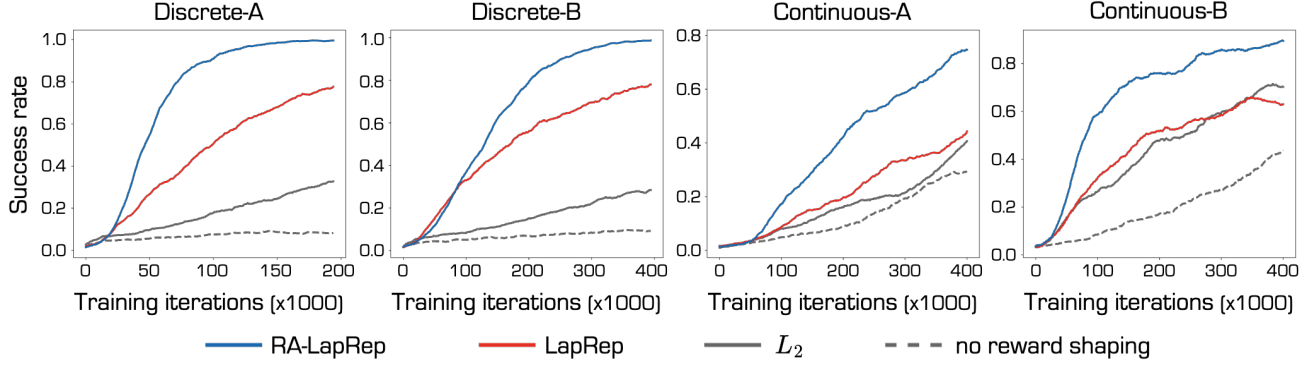 Discrete-A Discrete-B Continuous-A Continuous-B
Success rate
1.0
0.8
0.6
0.4
0.2
0.0
0 50 100 150 200
1.0
0.8
0.6
0.4
0.2
0.0
0 100 200 300 400
0.8
0.6
0.4
0.2
0.0
0 100 200 300 400
0.8
0.6
0.4
0.2
0.0
0 100 200 300 400
Training iterations (x1000) Training iterations (x1000) Training iterations (x1000) Training iterations (x1000)
RA-LapRep LapRep L₂ no reward shaping